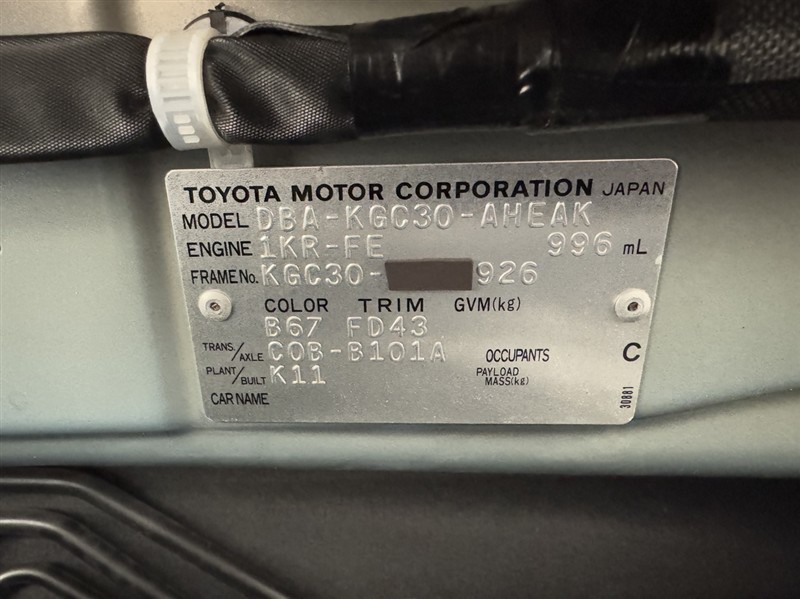 TOYOTA MOTOR CORPORATION JAPAN
MODEL DBA-KGC30-AHEAK
ENGINE 1KR-FE 996 mL
FRAME No. KGC30- 926
COLOR TRIM GVM(kg)
B67 FD43
TRANS./AXLE C0B-B101A OCCUPANTS C
PLANT/BUILT K11 PAYLOAD MASS(kg)
CAR NAME
30881